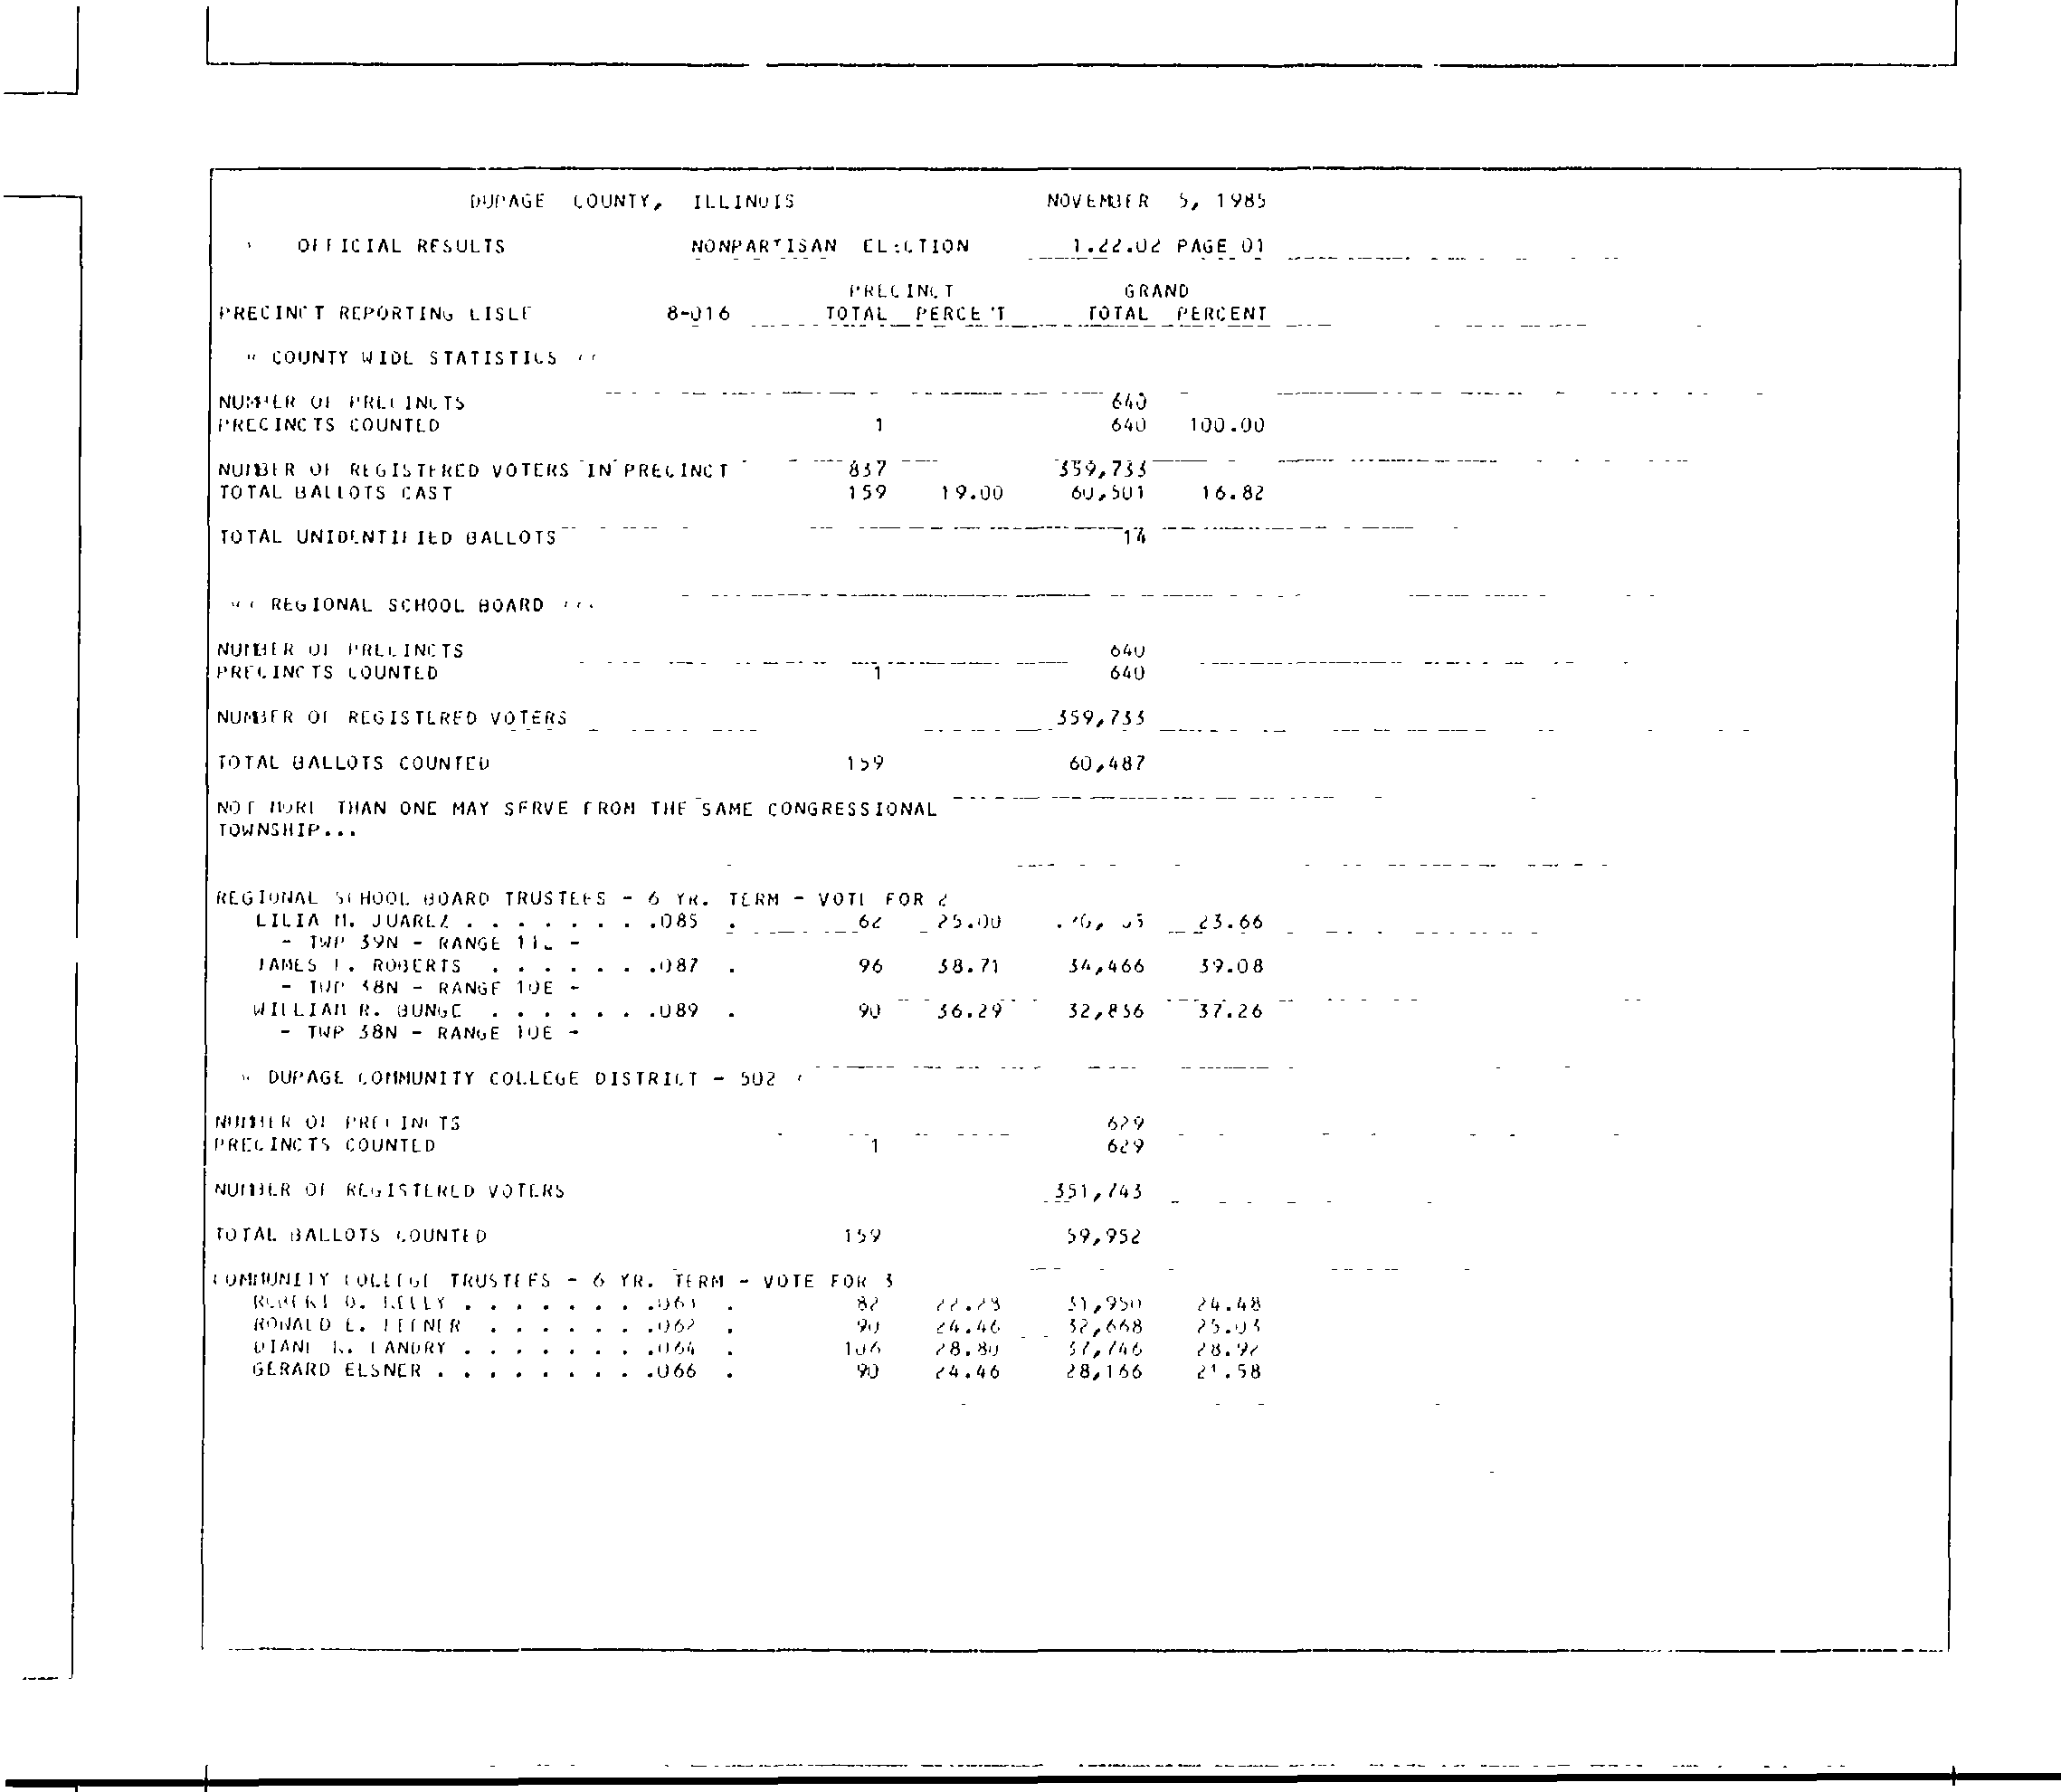 DUPAGE COUNTY, ILLINOIS NOVEMBER 5, 1985
OFFICIAL RESULTS NONPARTISAN ELECTION 1.22.02 PAGE 01
PRECINCT GRAND
PRECINCT REPORTING LISLE 8-016 TOTAL PERCENT TOTAL PERCENT
COUNTY WIDE STATISTICS
NUMBER OF PRECINCTS 640
PRECINCTS COUNTED 1 640 100.00
NUMBER OF REGISTERED VOTERS IN PRECINCT 837 359,733
TOTAL BALLOTS CAST 159 19.00 60,501 16.82
TOTAL UNIDENTIFIED BALLOTS 14
REGIONAL SCHOOL BOARD
NUMBER OF PRECINCTS 640
PRECINCTS COUNTED 1 640
NUMBER OF REGISTERED VOTERS 359,733
TOTAL BALLOTS COUNTED 159 60,487
NOT MORE THAN ONE MAY SERVE FROM THE SAME CONGRESSIONAL
TOWNSHIP...
REGIONAL SCHOOL BOARD TRUSTEES - 6 YR. TERM - VOTE FOR 2
LILIA M. JUAREZ . . . . . . . .085 . 62 25.00 23.66
- TWP 39N - RANGE 11E -
JAMES ROBERTS . . . . . . .087 . 96 38.71 34,466 39.08
- TWP 38N - RANGE 10E -
WILLIAM R. BUNGE . . . . . . .089 . 90 36.29 32,856 37.26
- TWP 38N - RANGE 10E -
DUPAGE COMMUNITY COLLEGE DISTRICT - 502
NUMBER OF PRECINCTS 629
PRECINCTS COUNTED 1 629
NUMBER OF REGISTERED VOTERS 351,743
TOTAL BALLOTS COUNTED 159 59,952
COMMUNITY COLLEGE TRUSTEES - 6 YR. TERM - VOTE FOR 3
ROBERT KELLY . . . . . . . . 82 22.28 31,950 24.48
RONALD E. KEENER . . . . . . .062 . 90 24.46 32,668 25.03
DIANE K. LANDRY . . . . . . . .064 . 106 28.80 37,746 28.92
GERARD ELSNER . . . . . . . . .066 . 90 24.46 28,166 21.58